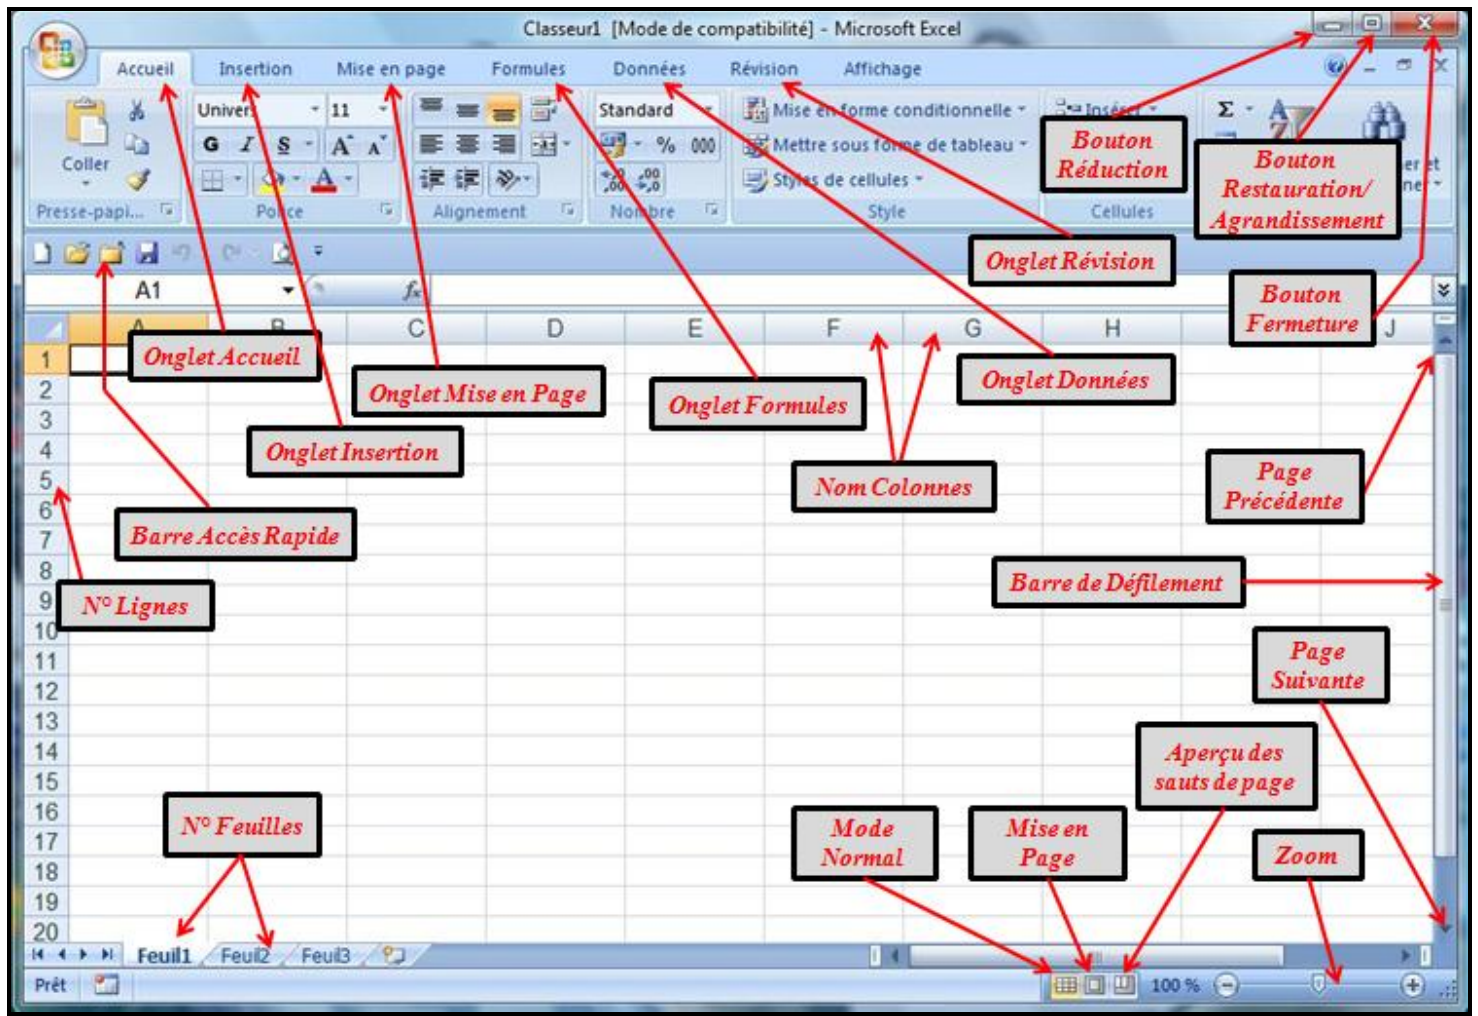 Classeur1 [Mode de compatibilité] - Microsoft Excel
Accueil Insertion Mise en page Formules Données Révision Affichage
Univers 11 Standard Mise en forme conditionnelle Insérer Σ
G I S A A % 000 Mettre sous forme de tableau
Coller
Styles de cellules
Presse-papi... Police Alignement Nombre Style Cellules
Bouton
Réduction
Bouton
Restauration/
Agrandissement
Onglet Révision
A1 fx
Bouton
Fermeture
A B C D E F G H J
Onglet Accueil
Onglet Mise en Page
Onglet Formules
Onglet Données
Onglet Insertion
Nom Colonnes
Page
Précédente
Barre Accès Rapide
Barre de Défilement
N° Lignes
Page
Suivante
Aperçu des
sauts de page
N° Feuilles
Mode
Normal
Mise en
Page
Zoom
1
2
3
4
5
6
7
8
9
10
11
12
13
14
15
16
17
18
19
20
Feuil1 Feuil2 Feuil3
Prêt 100 %